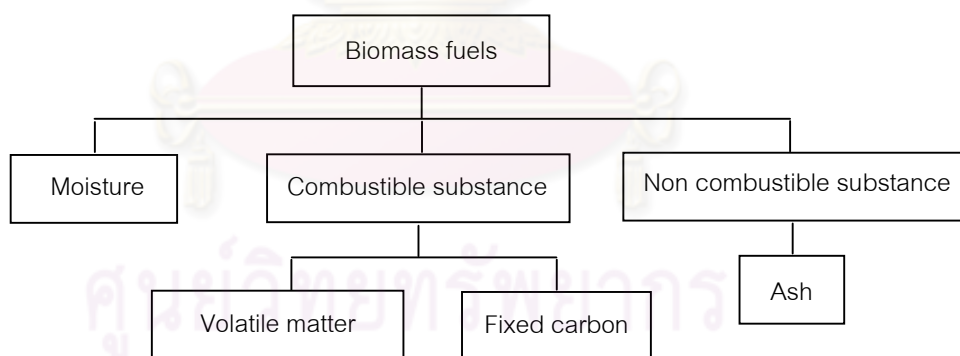 Biomass fuels
Moisture
Combustible substance
Non combustible substance
Volatile matter
Fixed carbon
Ash
ศูนย์วิทยทรัพยากร